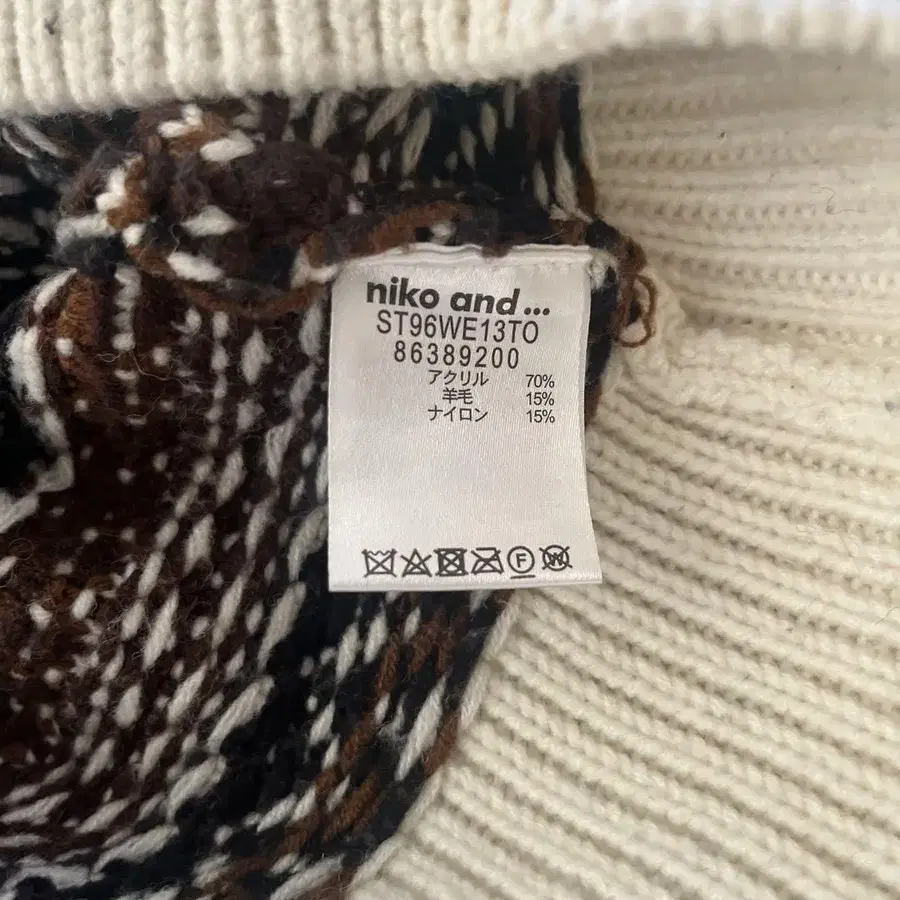 niko and...
ST96WE13TO
86389200
アクリル 70%
羊毛 15%
ナイロン 15%
F W